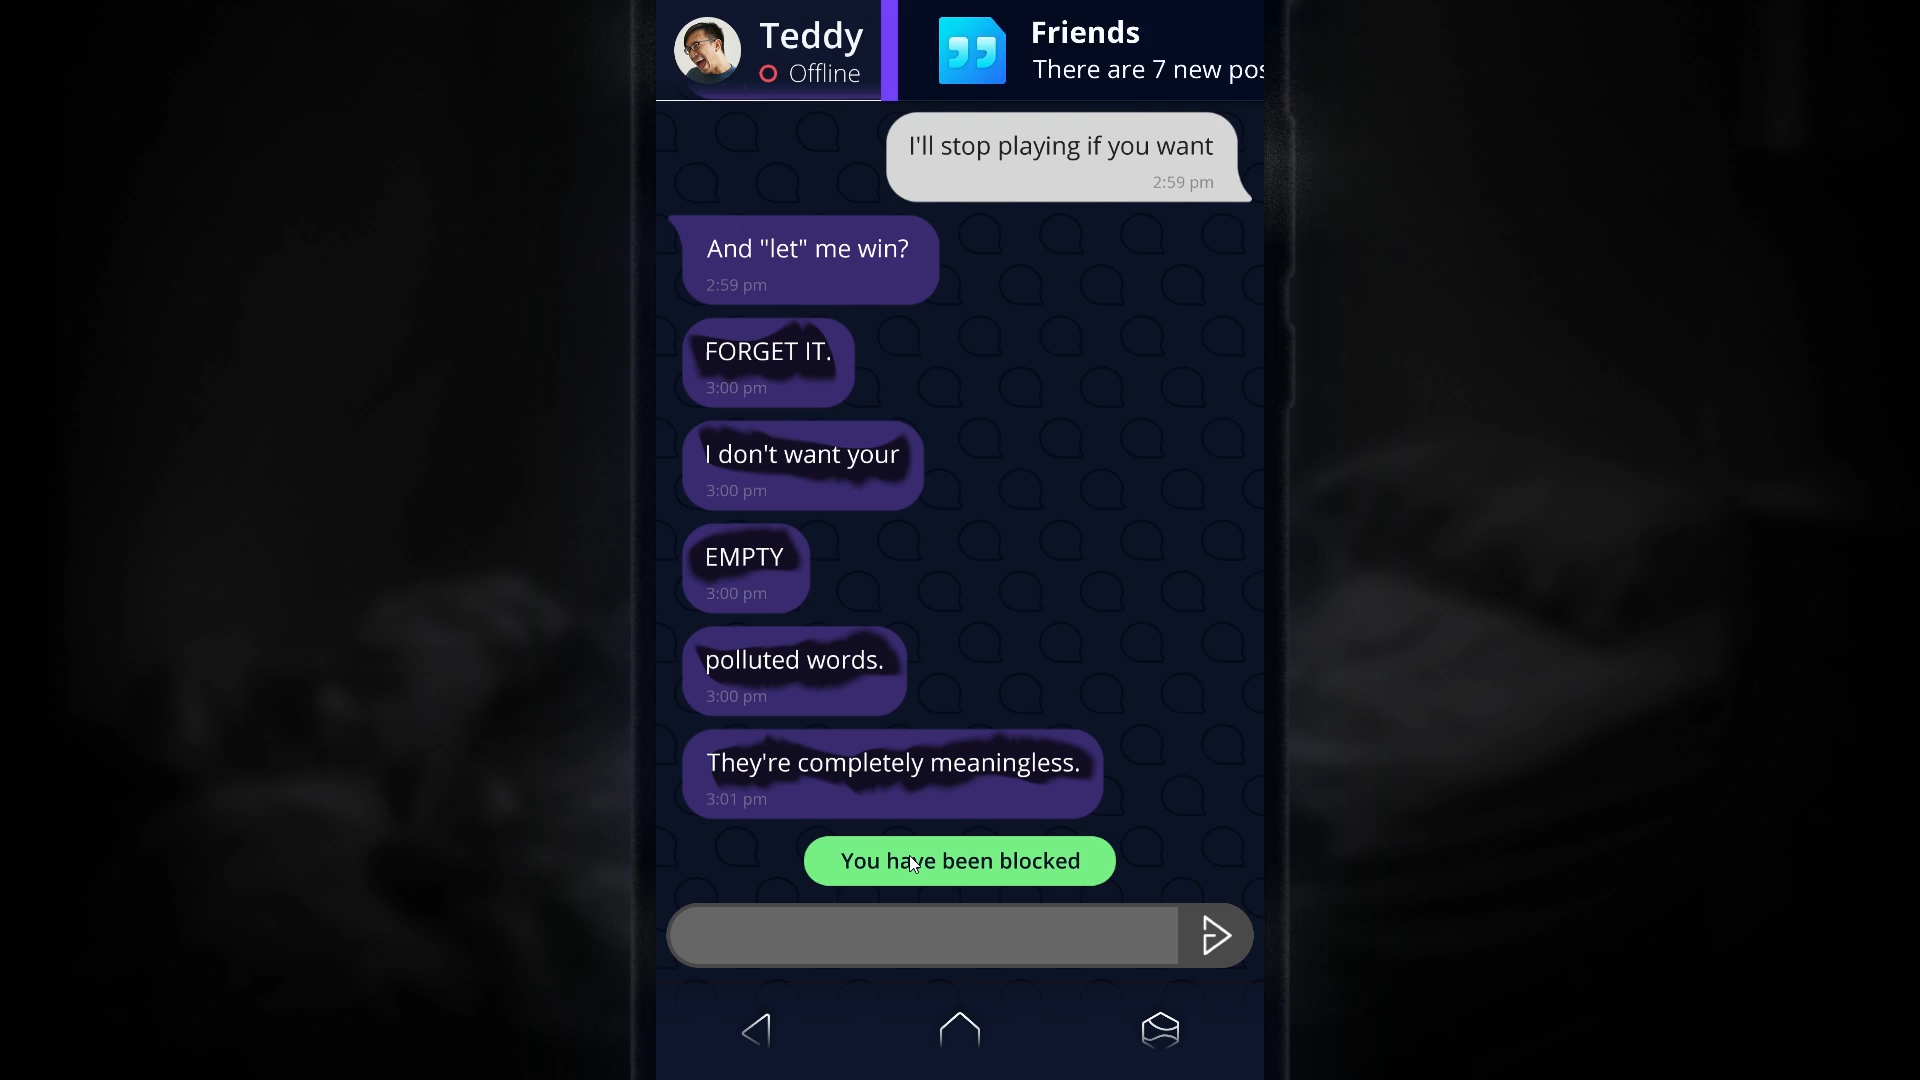 Teddy
Offline
Friends
There are 7 new pos
I'll stop playing if you want
2:59 pm
And "let" me win?
2:59 pm
FORGET IT.
3:00 pm
I don't want your
3:00 pm
EMPTY
3:00 pm
polluted words.
3:00 pm
They're completely meaningless.
3:01 pm
You have been blocked